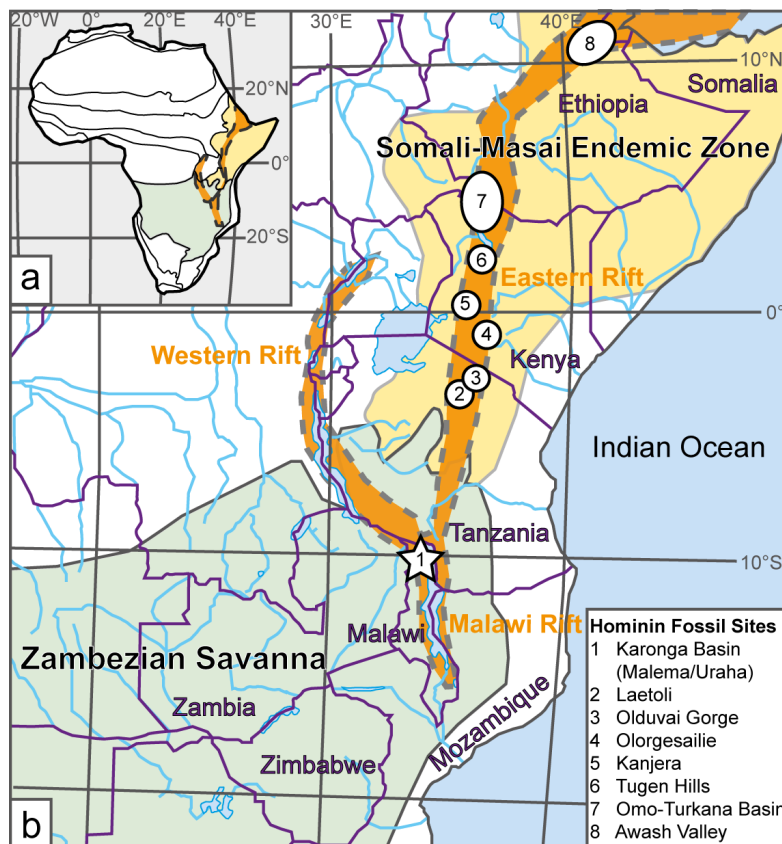 20°W 0° 20°E 40°E
20°N
0°
20°S
a
30°E 40°E
8
10°N
Somalia
Ethiopia
Somali-Masai Endemic Zone
7
6
Eastern Rift
5
0°
4
Western Rift
Kenya
3
2
Indian Ocean
Tanzania
1
10°S
Malawi Rift
Malawi
Zambezian Savanna
Zambia
Mozambique
Zimbabwe
b
Hominin Fossil Sites
1 Karonga Basin
(Malema/Uraha)
2 Laetoli
3 Olduvai Gorge
4 Olorgesailie
5 Kanjera
6 Tugen Hills
7 Omo-Turkana Basin
8 Awash Valley